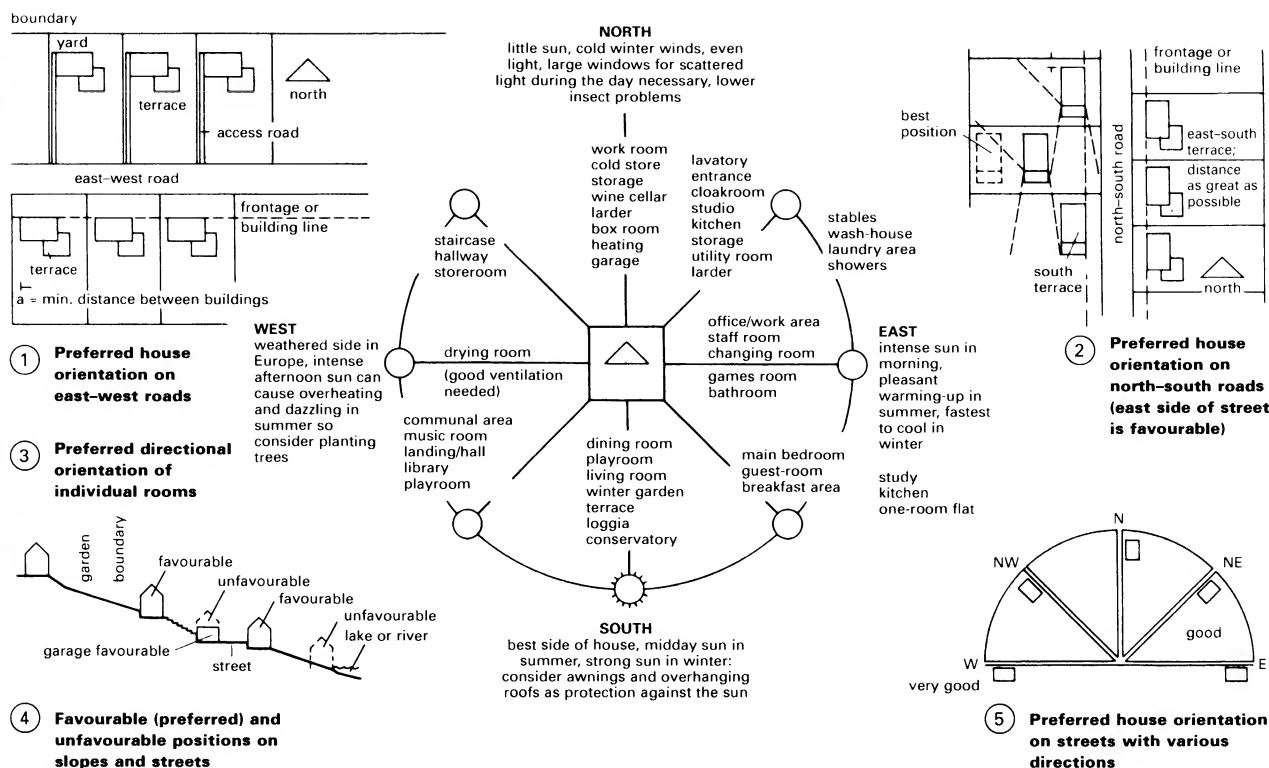 boundary
yard
terrace
north
access road
east–west road
frontage or
building line
terrace
a = min. distance between buildings
1
Preferred house
orientation on
east–west roads
3
Preferred directional
orientation of
individual rooms
NORTH
little sun, cold winter winds, even
light, large windows for scattered
light during the day necessary, lower
insect problems
work room
cold store
storage
wine cellar
larder
box room
heating
garage
lavatory
entrance
cloakroom
studio
kitchen
storage
utility room
larder
staircase
hallway
storeroom
stables
wash-house
laundry area
showers
WEST
weathered side in
Europe, intense
afternoon sun can
cause overheating
and dazzling in
summer so
consider planting
trees
drying room
(good ventilation
needed)
office/work area
staff room
changing room
games room
bathroom
EAST
intense sun in
morning,
pleasant
warming-up in
summer, fastest
to cool in
winter
study
kitchen
one-room flat
communal area
music room
landing/hall
library
playroom
dining room
playroom
living room
winter garden
terrace
loggia
conservatory
main bedroom
guest-room
breakfast area
SOUTH
best side of house, midday sun in
summer, strong sun in winter:
consider awnings and overhanging
roofs as protection against the sun
best
position
south
terrace
north–south road
frontage or
building line
east–south
terrace;
distance
as great as
possible
north
2
Preferred house
orientation on
north–south roads
(east side of street
is favourable)
garden
boundary
favourable
unfavourable
favourable
unfavourable
lake or river
garage favourable
street
4
Favourable (preferred) and
unfavourable positions on
slopes and streets
N
NW
NE
good
W
E
very good
5
Preferred house orientation
on streets with various
directions